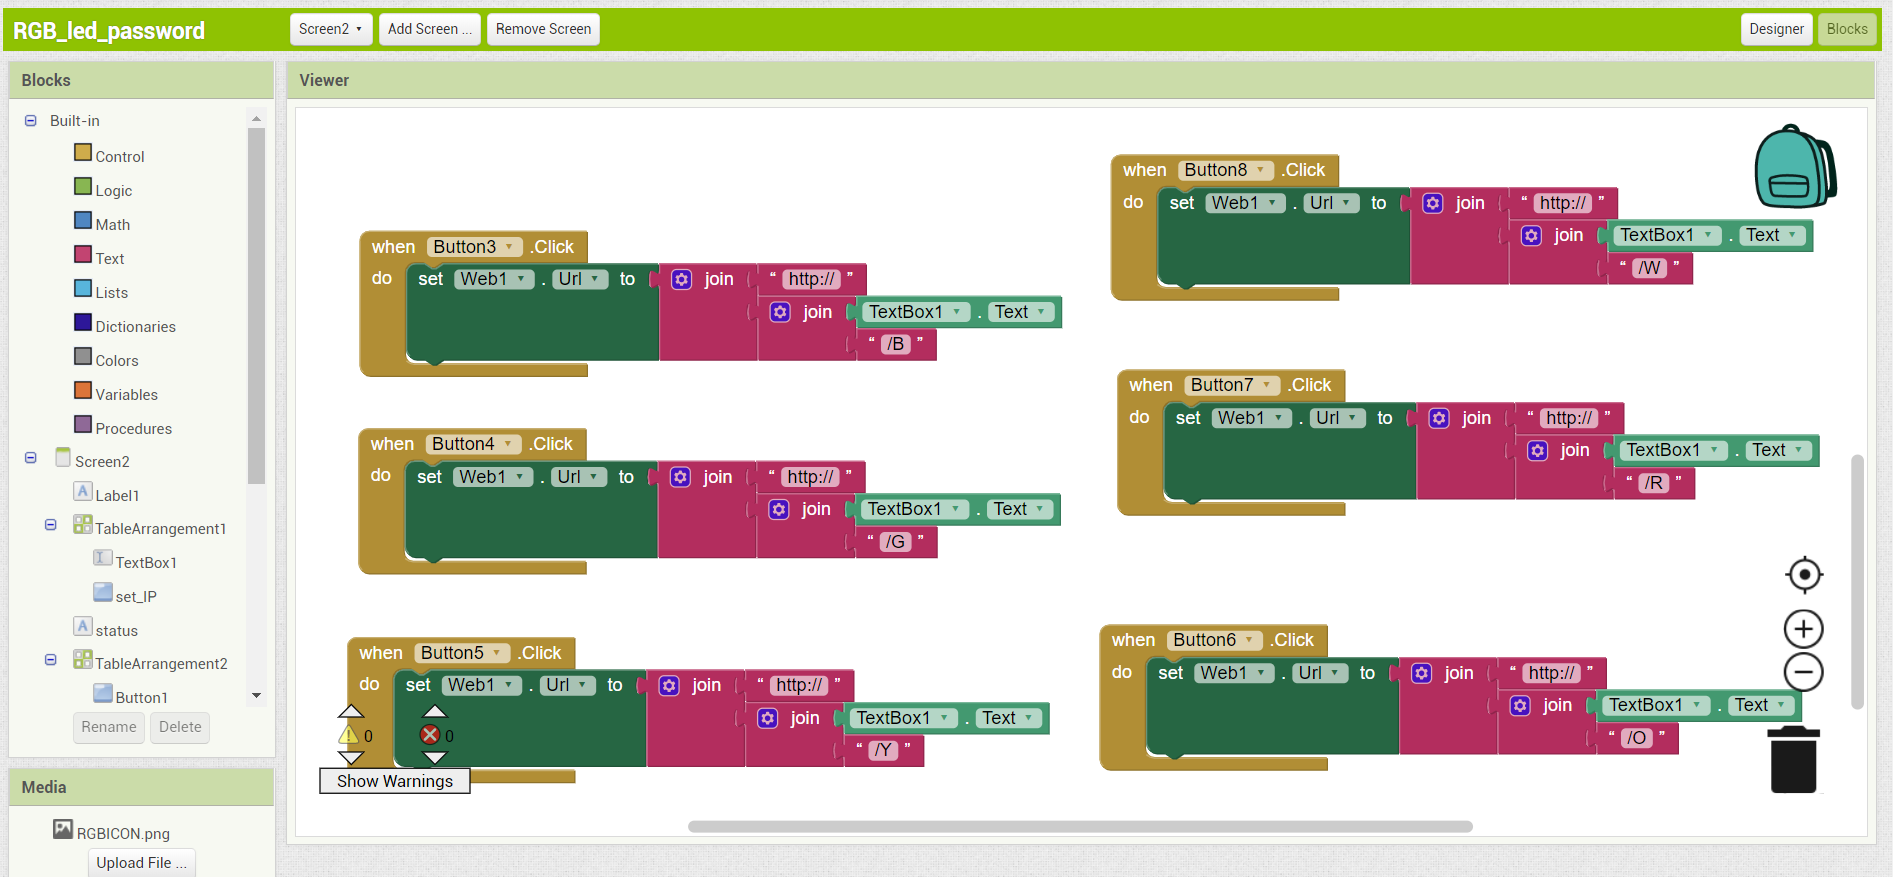 RGB_led_password
Screen2
Add Screen ...
Remove Screen
Designer
Blocks
Blocks
Built-in
Control
Logic
Math
Text
Lists
Dictionaries
Colors
Variables
Procedures
Screen2
Label1
TableArrangement1
TextBox1
set_IP
status
TableArrangement2
Button1
Rename
Delete
Media
RGBICON.png
Upload File ...
Viewer
when Button3 .Click
do set Web1 . Url to join “ http:// ”
join TextBox1 . Text
“ /B ”
when Button4 .Click
do set Web1 . Url to join “ http:// ”
join TextBox1 . Text
“ /G ”
when Button5 .Click
do set Web1 . Url to join “ http:// ”
join TextBox1 . Text
“ /Y ”
0 0
Show Warnings
when Button8 .Click
do set Web1 . Url to join “ http:// ”
join TextBox1 . Text
“ /W ”
when Button7 .Click
do set Web1 . Url to join “ http:// ”
join TextBox1 . Text
“ /R ”
when Button6 .Click
do set Web1 . Url to join “ http:// ”
join TextBox1 . Text
“ /O ”